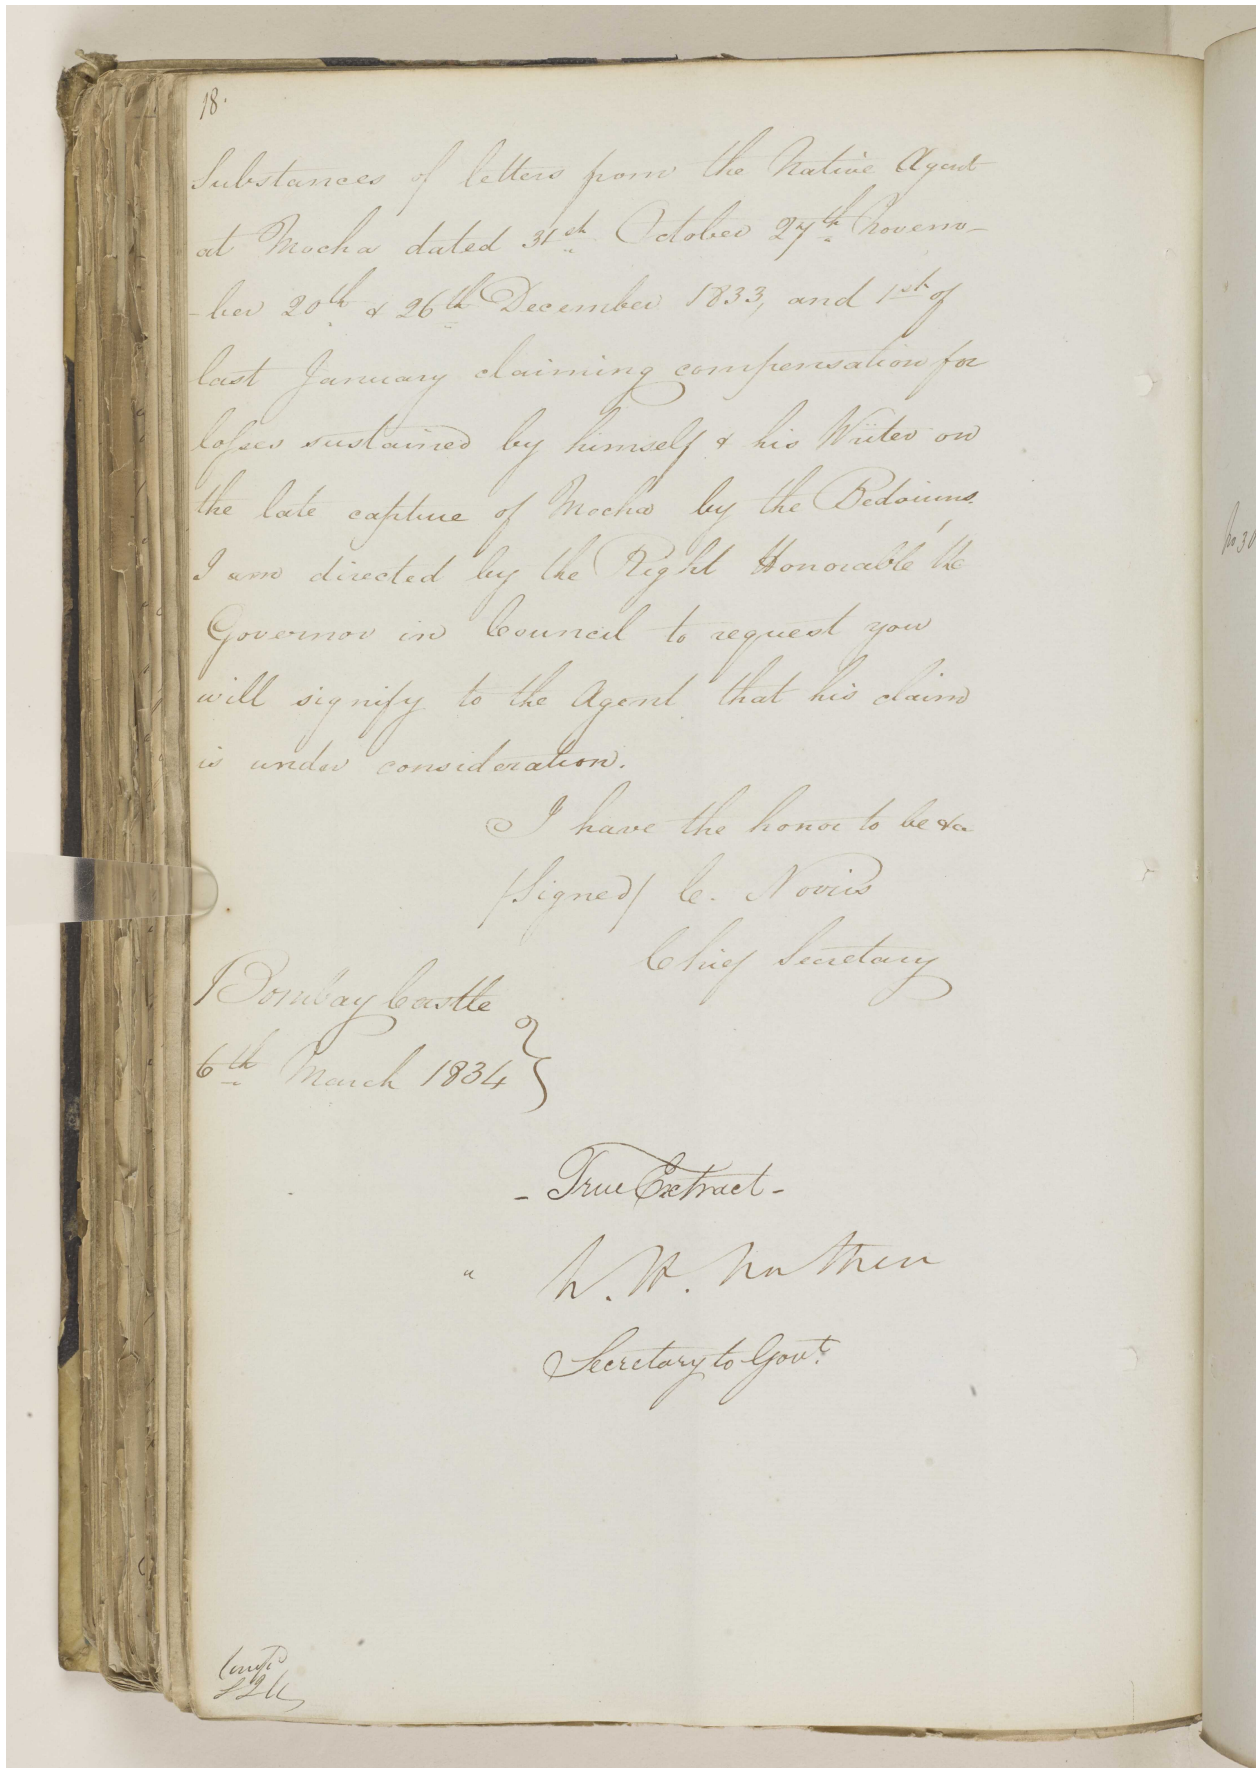 18.
Substances of letters from the Native Agent
at Mocha dated 31st October 27th Novem-
-ber 20th & 26th December 1833, and 1st of
last January claiming compensation for
losses sustained by himself & his Writer on
the late capture of Mocha by the Bedouins,
I am directed by the Right Honorable the
Governor in Council to request you
will signify to the Agent that his claim
is under consideration.
I have the honor to be &a
/Signed/ C. Norris
Chief Secretary
Bombay Castle
6th March 1834
- True Extract -
W. H. Wathen
Secretary to Govt.